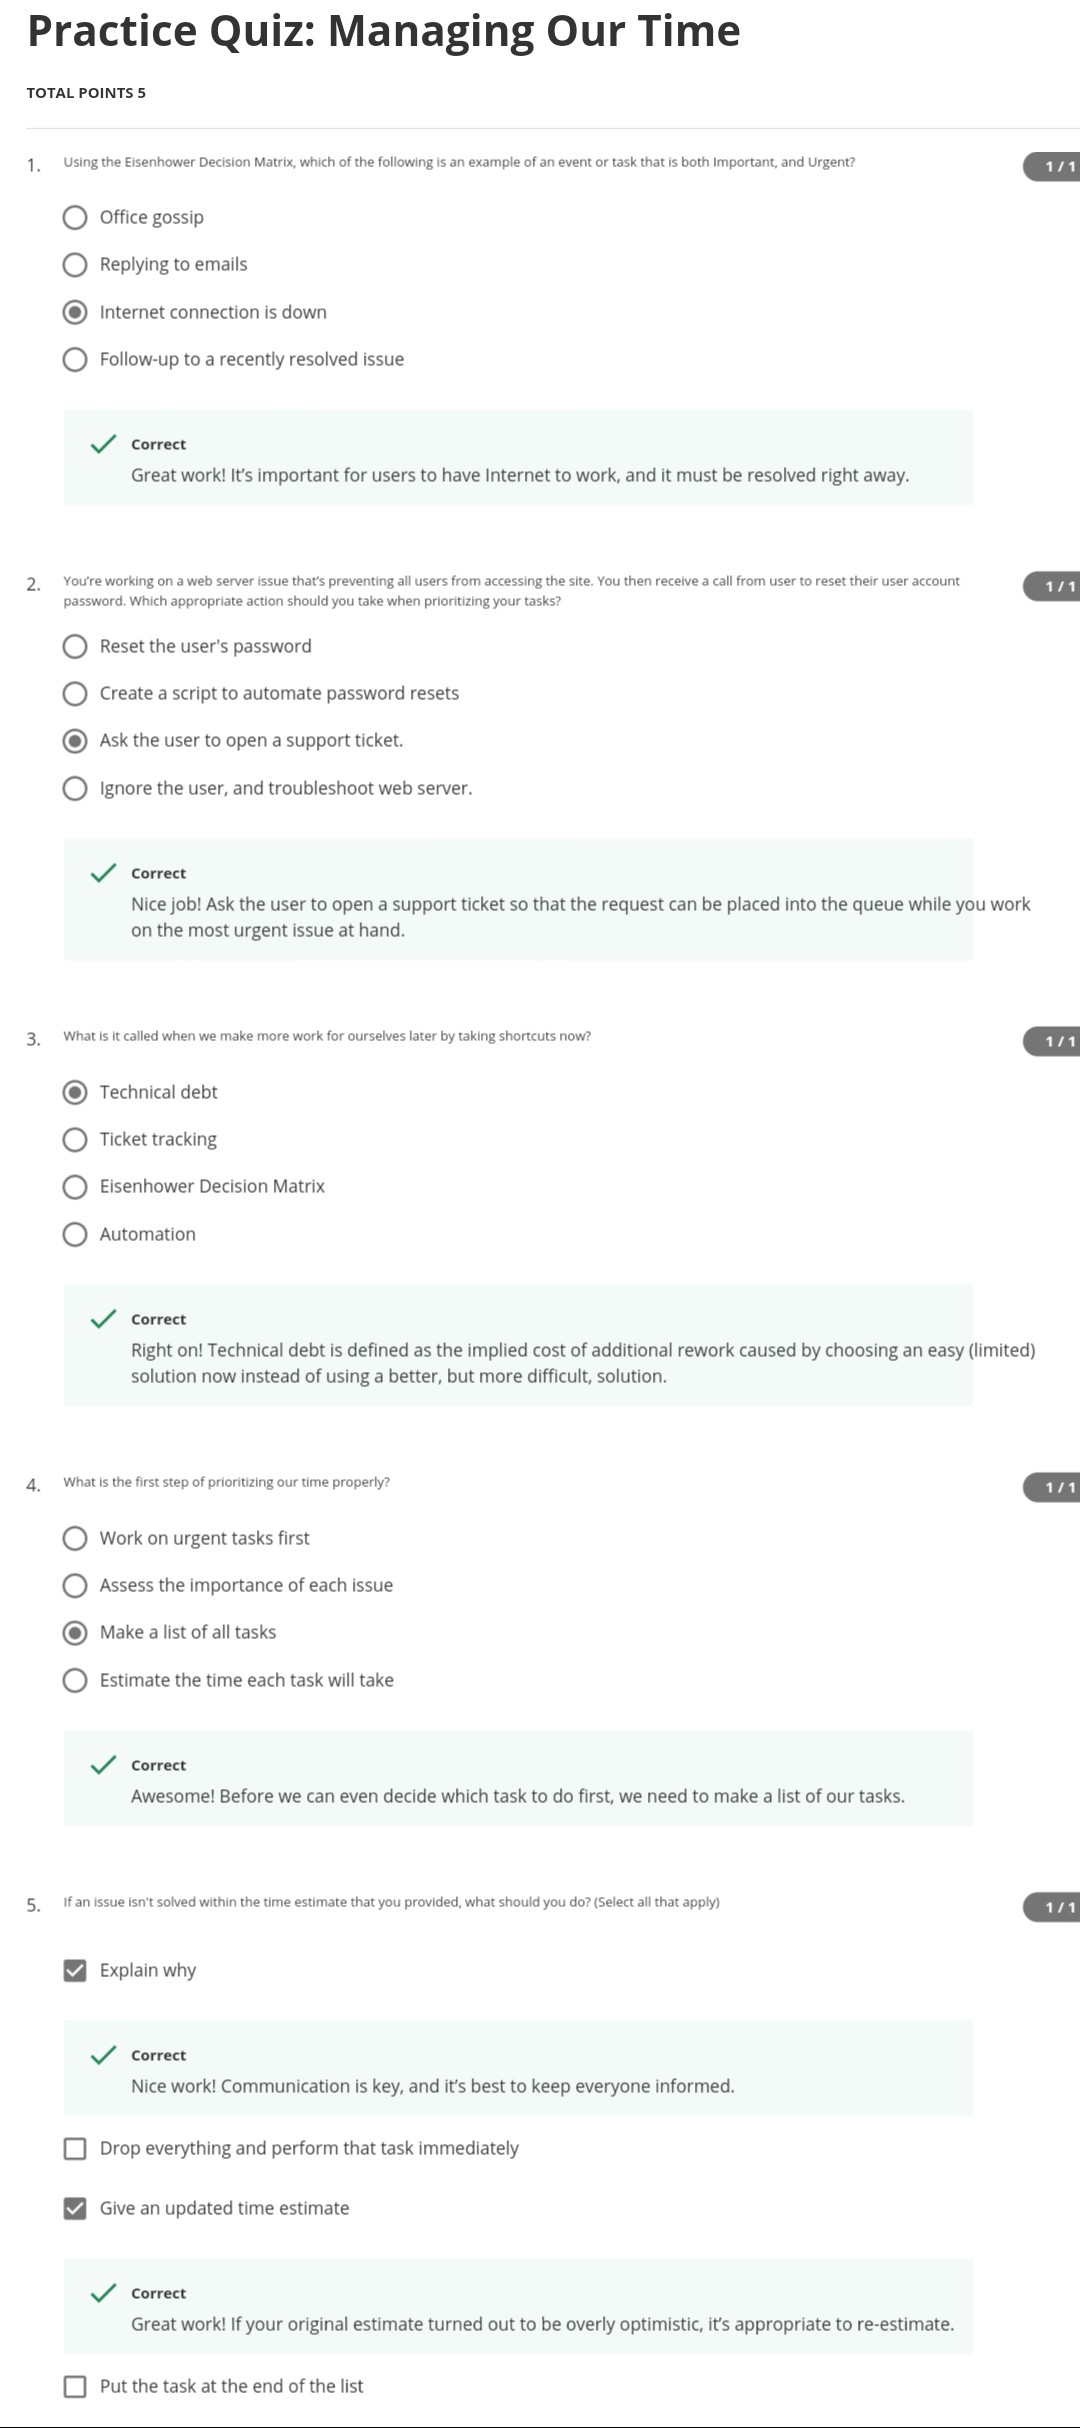 Practice Quiz: Managing Our Time
TOTAL POINTS 5
1. Using the Eisenhower Decision Matrix, which of the following is an example of an event or task that is both Important, and Urgent? 1 / 1
Office gossip
Replying to emails
Internet connection is down
Follow-up to a recently resolved issue
Correct
Great work! It’s important for users to have Internet to work, and it must be resolved right away.
2. You’re working on a web server issue that’s preventing all users from accessing the site. You then receive a call from user to reset their user account 1 / 1
password. Which appropriate action should you take when prioritizing your tasks?
Reset the user's password
Create a script to automate password resets
Ask the user to open a support ticket.
Ignore the user, and troubleshoot web server.
Correct
Nice job! Ask the user to open a support ticket so that the request can be placed into the queue while you work
on the most urgent issue at hand.
3. What is it called when we make more work for ourselves later by taking shortcuts now? 1 / 1
Technical debt
Ticket tracking
Eisenhower Decision Matrix
Automation
Correct
Right on! Technical debt is defined as the implied cost of additional rework caused by choosing an easy (limited)
solution now instead of using a better, but more difficult, solution.
4. What is the first step of prioritizing our time properly? 1 / 1
Work on urgent tasks first
Assess the importance of each issue
Make a list of all tasks
Estimate the time each task will take
Correct
Awesome! Before we can even decide which task to do first, we need to make a list of our tasks.
5. If an issue isn't solved within the time estimate that you provided, what should you do? (Select all that apply) 1 / 1
Explain why
Correct
Nice work! Communication is key, and it’s best to keep everyone informed.
Drop everything and perform that task immediately
Give an updated time estimate
Correct
Great work! If your original estimate turned out to be overly optimistic, it’s appropriate to re-estimate.
Put the task at the end of the list